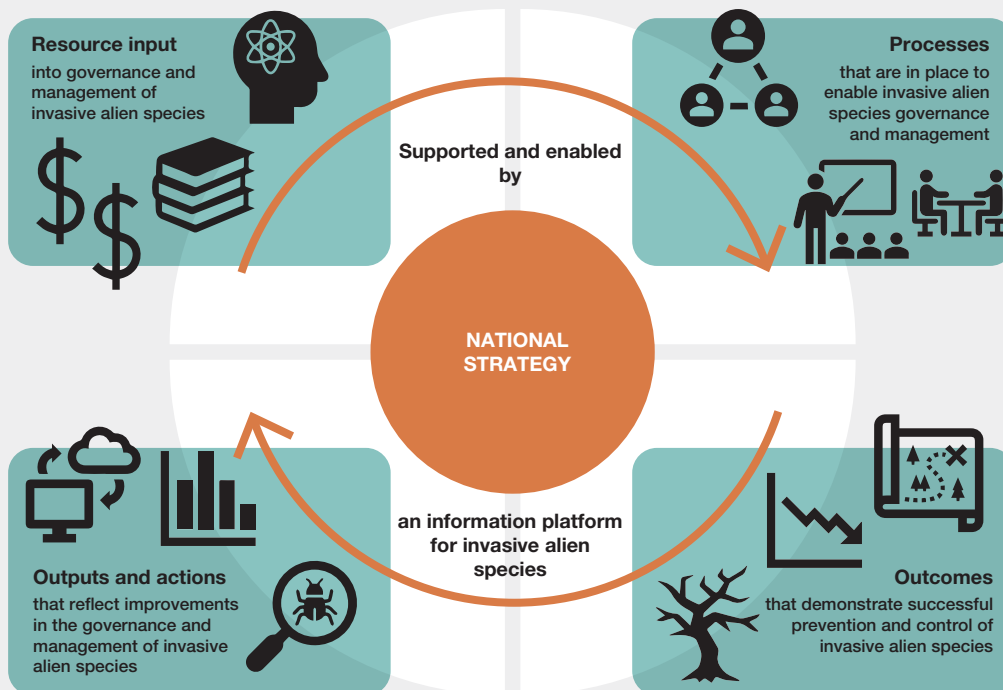 Resource input
into governance and
management of
invasive alien species
Processes
that are in place to
enable invasive alien
species governance
and management
Supported and enabled
by
NATIONAL
STRATEGY
an information platform
for invasive alien
species
Outputs and actions
that reflect improvements
in the governance and
management of invasive
alien species
Outcomes
that demonstrate successful
prevention and control of
invasive alien species